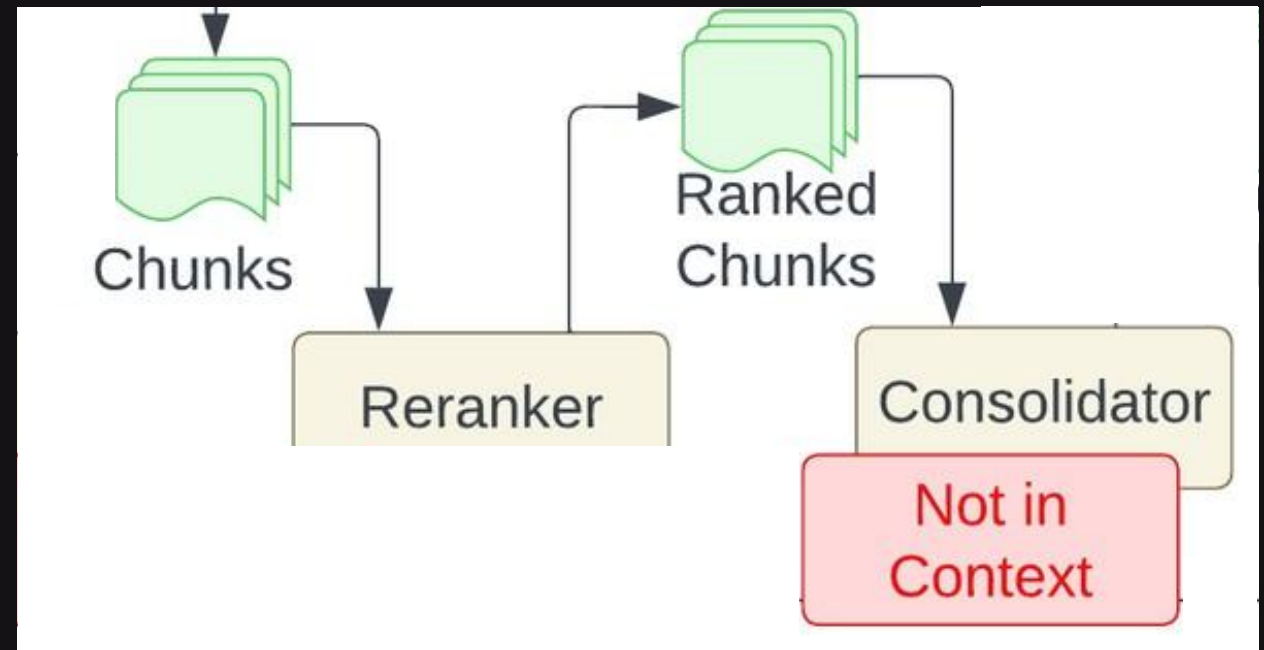 Chunks
Reranker
Ranked
Chunks
Consolidator
Not in
Context